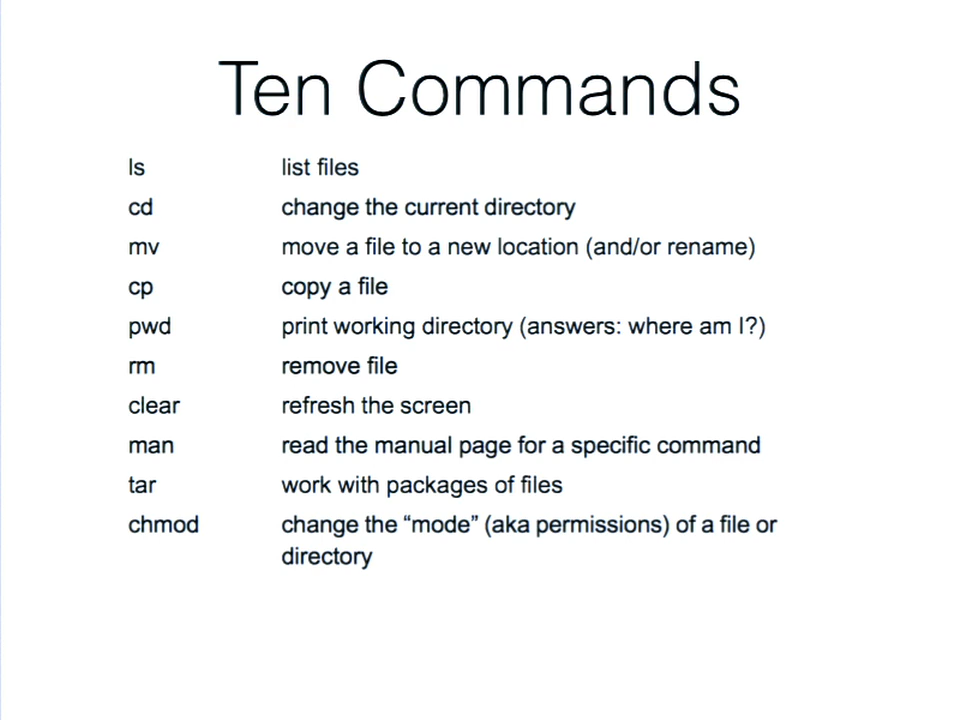 Ten Commands
ls list files
cd change the current directory
mv move a file to a new location (and/or rename)
cp copy a file
pwd print working directory (answers: where am I?)
rm remove file
clear refresh the screen
man read the manual page for a specific command
tar work with packages of files
chmod change the “mode” (aka permissions) of a file or
directory